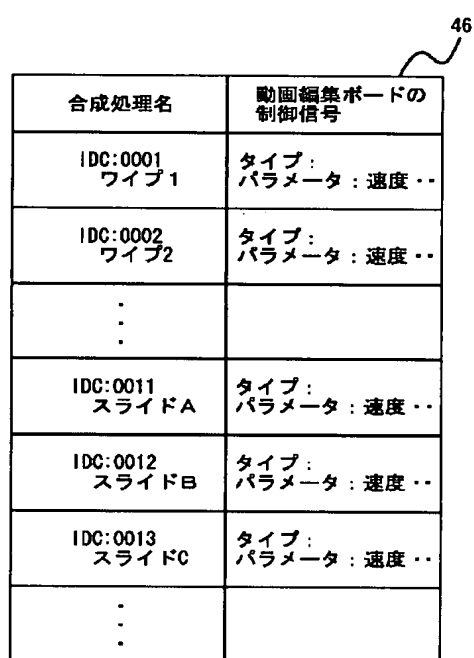 46
合成処理名
動画編集ボードの
制御信号
IDC:0001
ワイプ1
タイプ:
パラメータ:速度‥
IDC:0002
ワイプ2
タイプ:
パラメータ:速度‥
・
・
・
IDC:0011
スライドA
タイプ:
パラメータ:速度‥
IDC:0012
スライドB
タイプ:
パラメータ:速度‥
IDC:0013
スライドC
タイプ:
パラメータ:速度‥
・
・
・